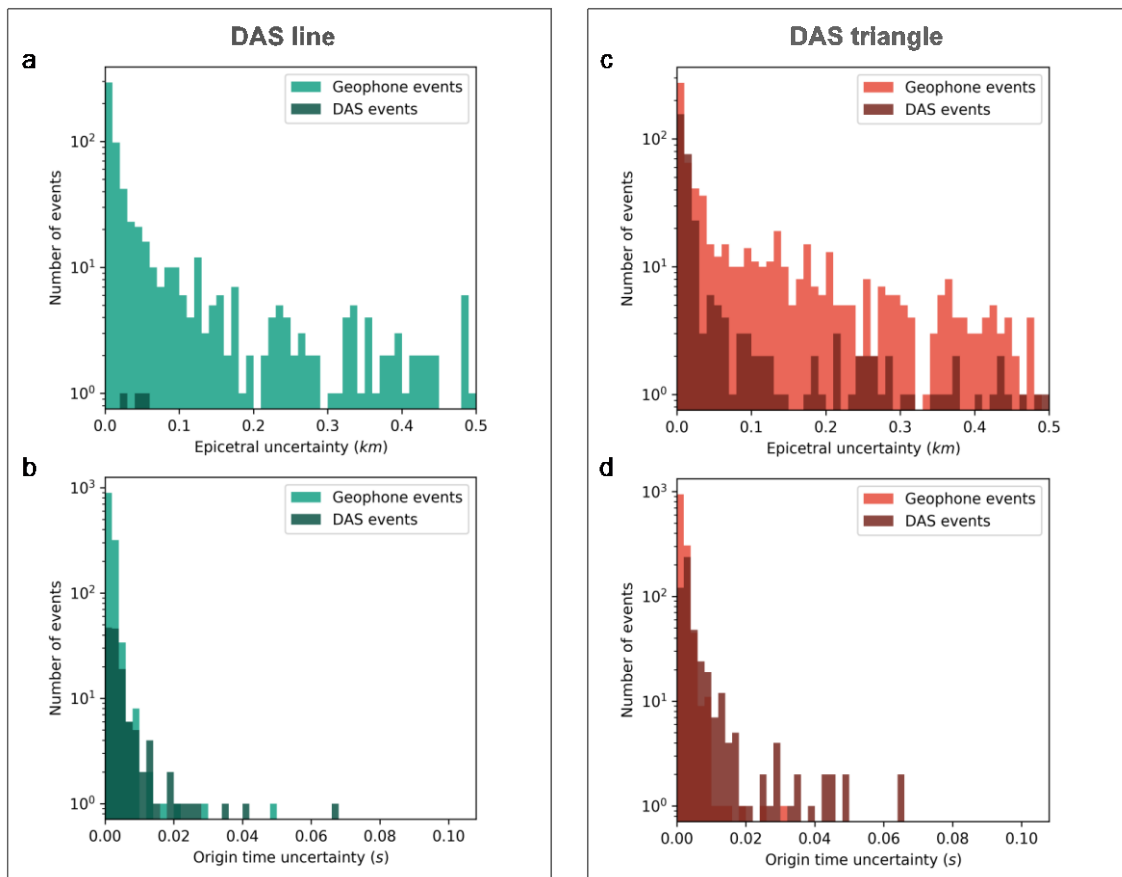 DAS line
a
Geophone events
DAS events
10²
10¹
10⁰
Number of events
0.0 0.1 0.2 0.3 0.4 0.5
Epicetral uncertainty (km)
b
Geophone events
DAS events
10³
10²
10¹
10⁰
Number of events
0.00 0.02 0.04 0.06 0.08 0.10
Origin time uncertainty (s)
DAS triangle
c
Geophone events
DAS events
10²
10¹
10⁰
Number of events
0.0 0.1 0.2 0.3 0.4 0.5
Epicetral uncertainty (km)
d
Geophone events
DAS events
10³
10²
10¹
10⁰
Number of events
0.00 0.02 0.04 0.06 0.08 0.10
Origin time uncertainty (s)